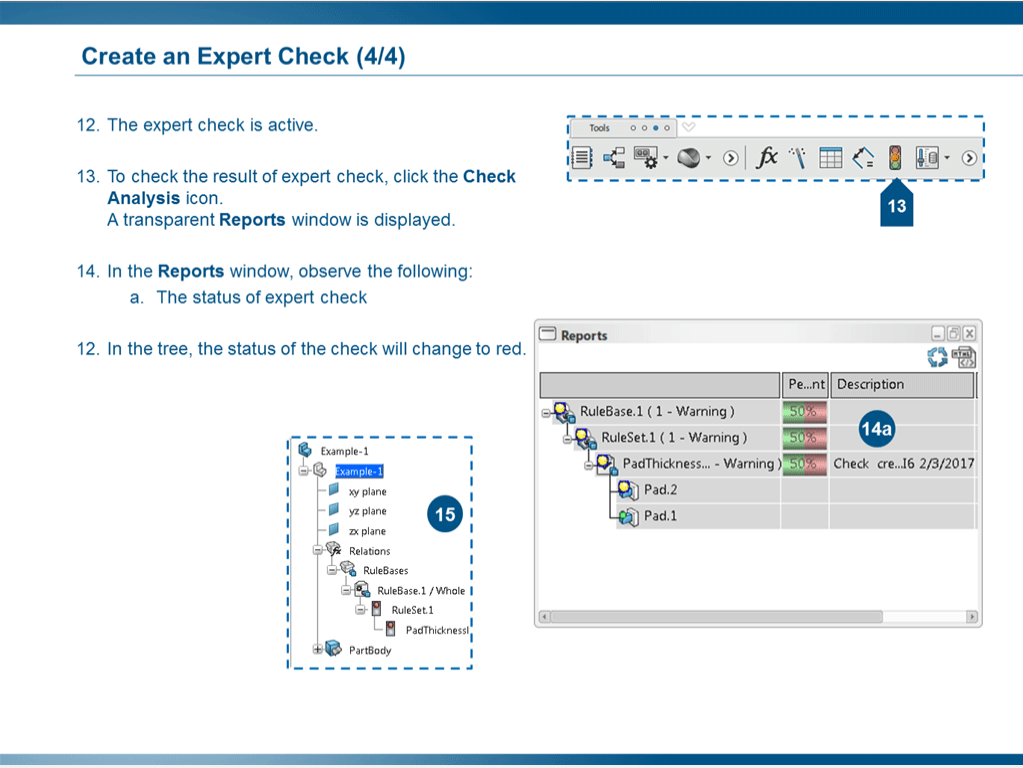 Create an Expert Check (4/4)
12. The expert check is active.
13. To check the result of expert check, click the Check
Analysis icon.
A transparent Reports window is displayed.
14. In the Reports window, observe the following:
a. The status of expert check
12. In the tree, the status of the check will change to red.
Tools
fx
13
Reports
HTML
Pe...nt Description
RuleBase.1 ( 1 - Warning ) 50%
RuleSet.1 ( 1 - Warning ) 50%
PadThickness... - Warning ) 50% Check cre...I6 2/3/2017
Pad.2
Pad.1
14a
Example-1
Example-1
xy plane
yz plane
zx plane
Relations
RuleBases
RuleBase.1 / Whole
RuleSet.1
PadThicknessI
PartBody
15